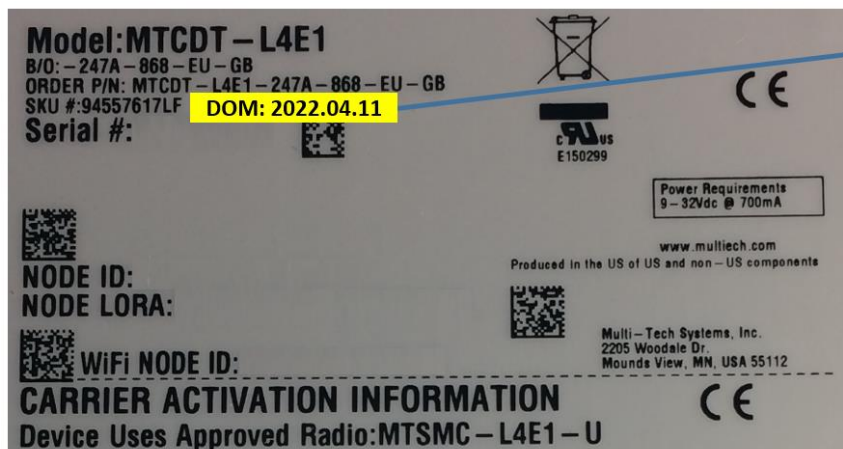 Model:MTCDT-L4E1
B/O:-247A-868-EU-GB
ORDER P/N: MTCDT-L4E1-247A-868-EU-GB
SKU #:94557617LF DOM: 2022.04.11
Serial #:
C US
E150299
CE
Power Requirements
9-32Vdc @ 700mA
www.multiech.com
Produced in the US of US and non-US components
NODE ID:
NODE LORA:
WiFi NODE ID:
Multi-Tech Systems, Inc.
2205 Woodale Dr.
Mounds View, MN, USA 55112
CARRIER ACTIVATION INFORMATION
CE
Device Uses Approved Radio:MTSMC-L4E1-U